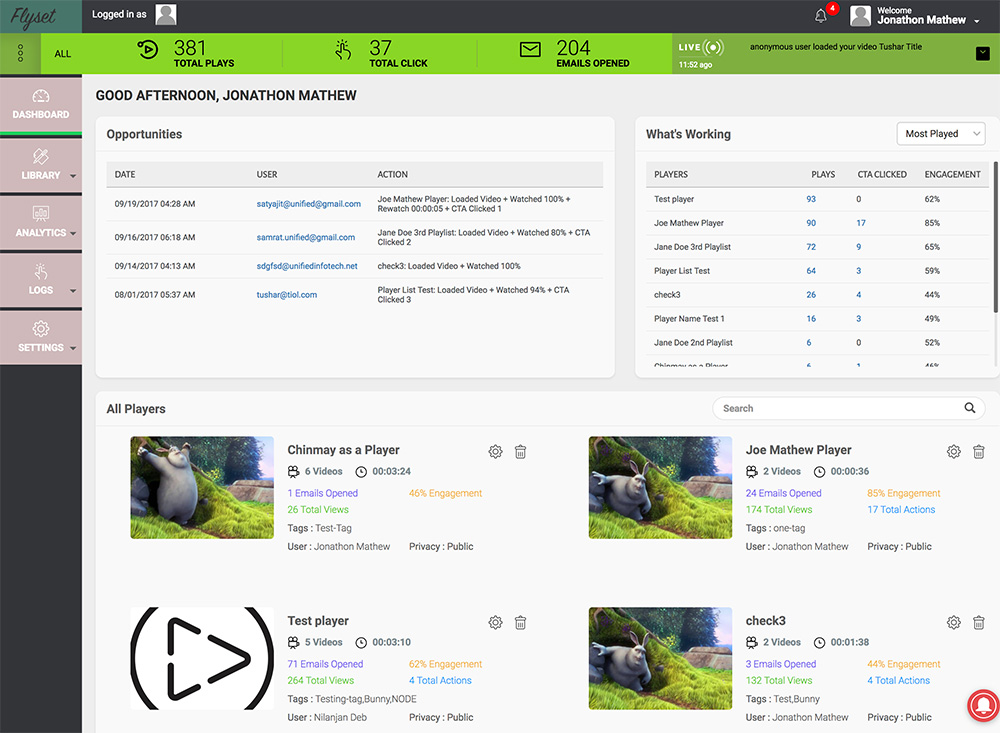 Flyset
Logged in as
4
Welcome
Jonathon Mathew
ALL
381
TOTAL PLAYS
37
TOTAL CLICK
204
EMAILS OPENED
LIVE
11:52 ago
anonymous user loaded your video Tushar Title
DASHBOARD
LIBRARY
ANALYTICS
LOGS
SETTINGS
GOOD AFTERNOON, JONATHON MATHEW
Opportunities
DATE USER ACTION
09/19/2017 04:28 AM satyajit@unified@gmail.com Joe Mathew Player: Loaded Video + Watched 100% +
Rewatch 00:00:05 + CTA Clicked 1
09/16/2017 06:18 AM samrat.unified@gmail.com Jane Doe 3rd Playlist: Loaded Video + Watched 80% + CTA
Clicked 2
09/14/2017 04:13 AM sdgfsd@unifiedinfotech.net check3: Loaded Video + Watched 100%
08/01/2017 05:37 AM tushar@tiol.com Player List Test: Loaded Video + Watched 94% + CTA
Clicked 3
What's Working
Most Played
PLAYERS PLAYS CTA CLICKED ENGAGEMENT
Test player 93 0 62%
Joe Mathew Player 90 17 85%
Jane Doe 3rd Playlist 72 9 65%
Player List Test 64 3 59%
check3 26 4 44%
Player Name Test 1 16 3 49%
Jane Doe 2nd Playlist 6 0 52%
Chinmay as a Player 6 1 46%
All Players
Search
Chinmay as a Player
6 Videos 00:03:24
1 Emails Opened 46% Engagement
26 Total Views
Tags : Test-Tag
User : Jonathon Mathew Privacy : Public
Joe Mathew Player
2 Videos 00:00:36
24 Emails Opened 85% Engagement
174 Total Views 17 Total Actions
Tags : one-tag
User : Jonathon Mathew Privacy : Public
Test player
5 Videos 00:03:10
71 Emails Opened 62% Engagement
264 Total Views 4 Total Actions
Tags : Testing-tag,Bunny,NODE
User : Nilanjan Deb Privacy : Public
check3
2 Videos 00:01:38
3 Emails Opened 44% Engagement
132 Total Views 4 Total Actions
Tags : Test,Bunny
User : Jonathon Mathew Privacy : Public